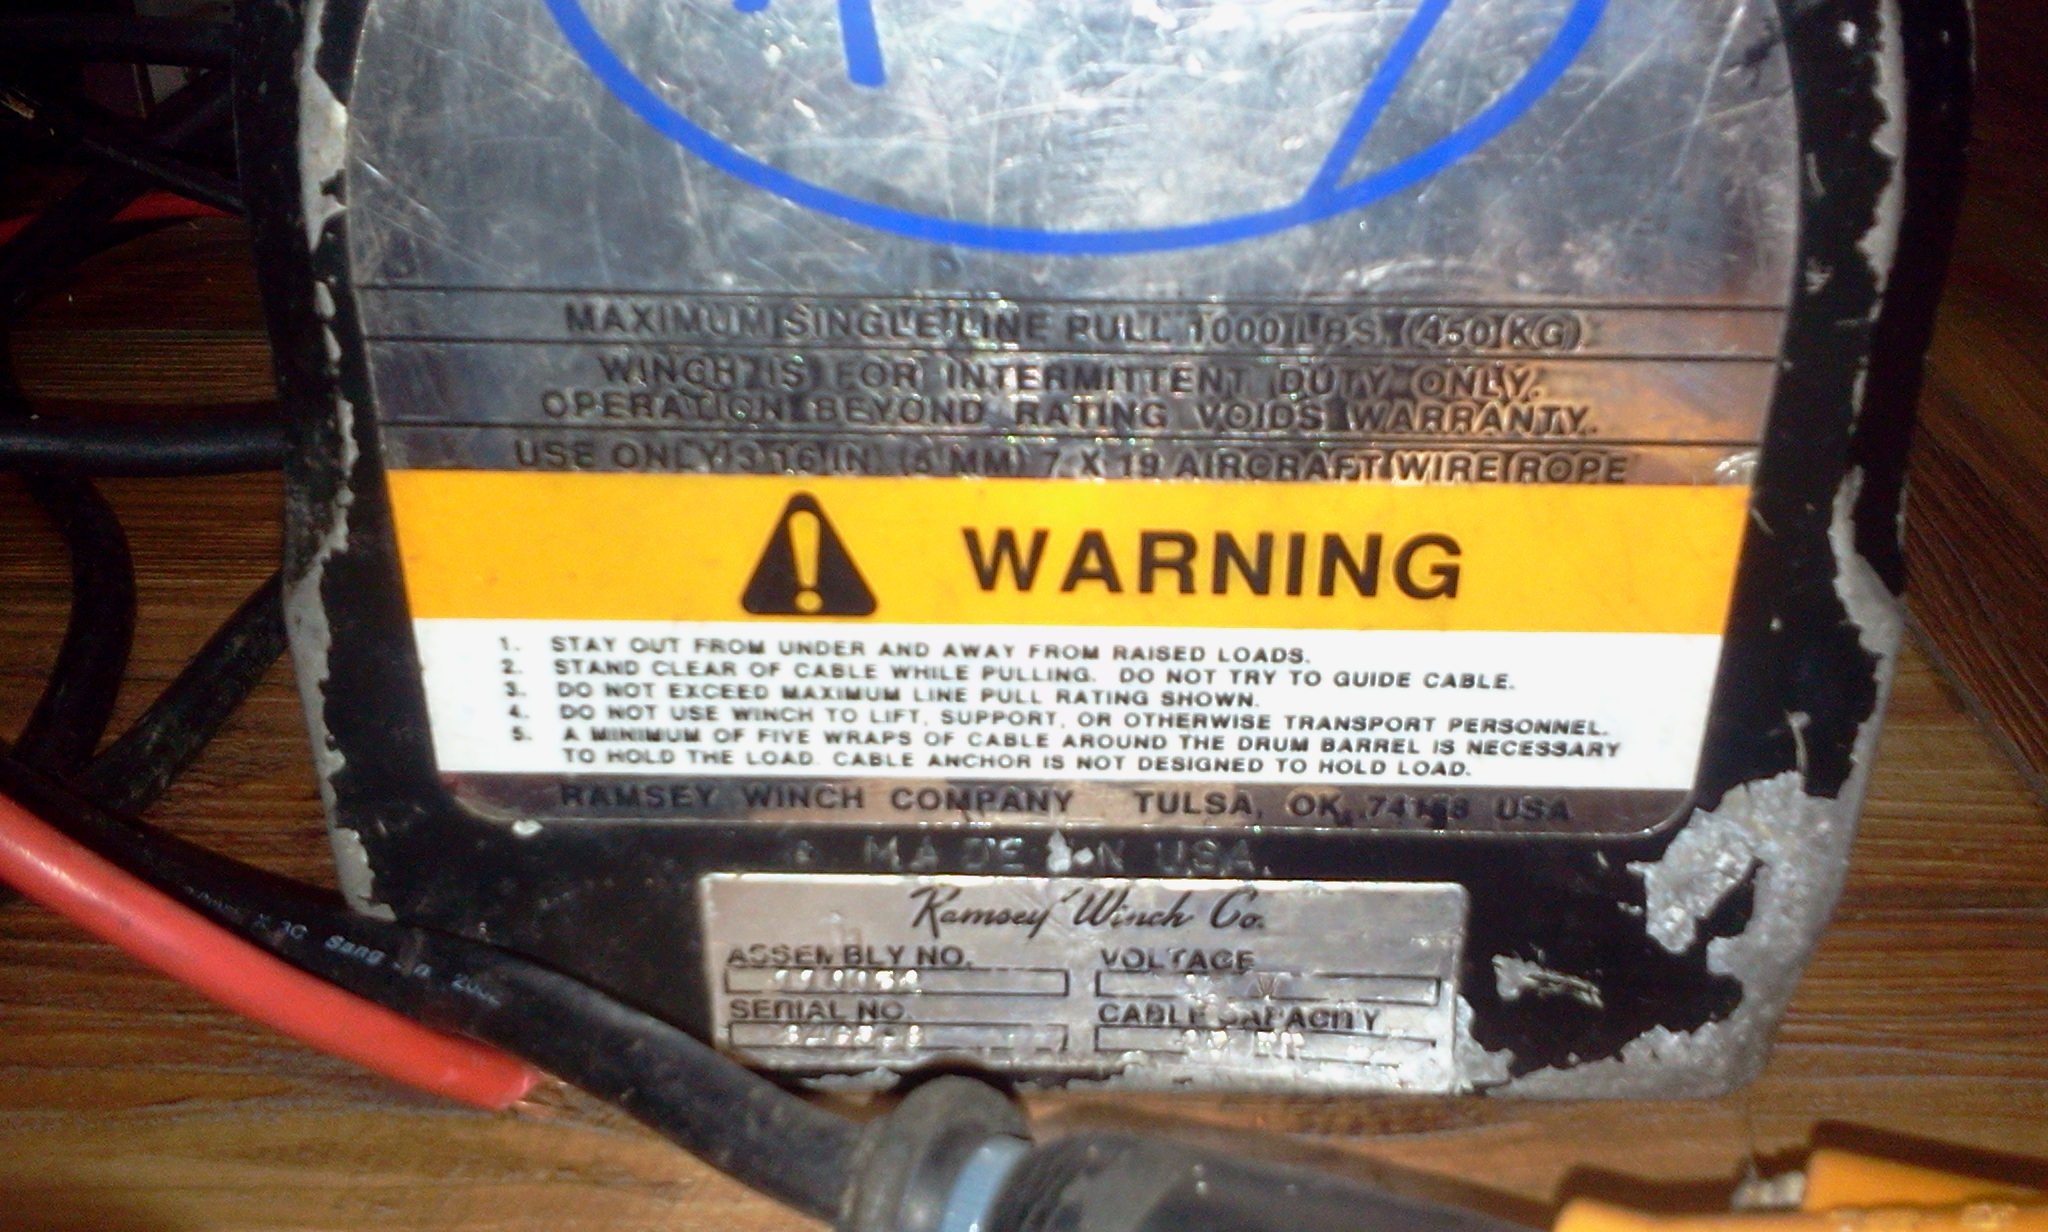 MAXIMUM SINGLE LINE PULL 1000 LBS. (450 KG)
WINCH IS FOR INTERMITTENT DUTY ONLY.
OPERATION BEYOND RATING VOIDS WARRANTY.
USE ONLY 3/16 IN. (5 MM) 7 X 19 AIRCRAFT WIRE ROPE
WARNING
1. STAY OUT FROM UNDER AND AWAY FROM RAISED LOADS.
2. STAND CLEAR OF CABLE WHILE PULLING. DO NOT TRY TO GUIDE CABLE.
3. DO NOT EXCEED MAXIMUM LINE PULL RATING SHOWN.
4. DO NOT USE WINCH TO LIFT, SUPPORT, OR OTHERWISE TRANSPORT PERSONNEL.
5. A MINIMUM OF FIVE WRAPS OF CABLE AROUND THE DRUM BARREL IS NECESSARY
TO HOLD THE LOAD. CABLE ANCHOR IS NOT DESIGNED TO HOLD LOAD.
RAMSEY WINCH COMPANY TULSA, OK. USA
MADE IN USA
Ramsey Winch Co.
ASSEMBLY NO. VOLTAGE
SERIAL NO. CABLE CAPACITY